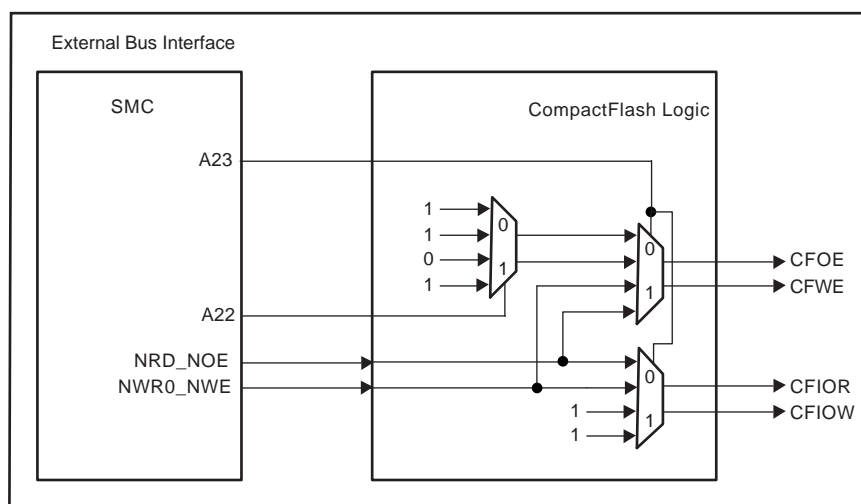 External Bus Interface
SMC
CompactFlash Logic
A23
1
1
0
1
0
1
0
1
CFOE
CFWE
A22
NRD_NOE
NWR0_NWE
1
1
0
1
CFIOR
CFIOW